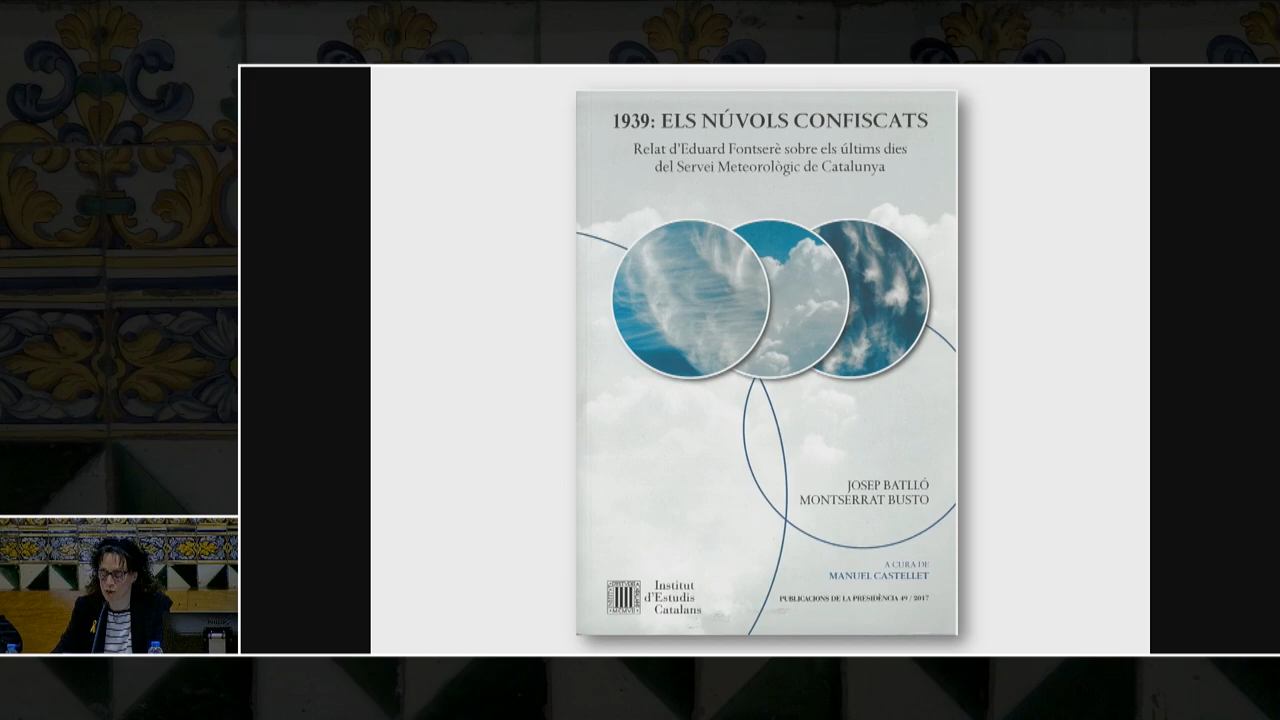 1939: ELS NÚVOLS CONFISCATS
Relat d'Eduard Fontserè sobre els últims dies
del Servei Meteorològic de Catalunya
JOSEP BATLLÓ
MONTSERRAT BUSTO
A CURA DE
MANUEL CASTELLET
Institut
d'Estudis
Catalans
PUBLICACIONS DE LA PRESIDÈNCIA 49 / 2017